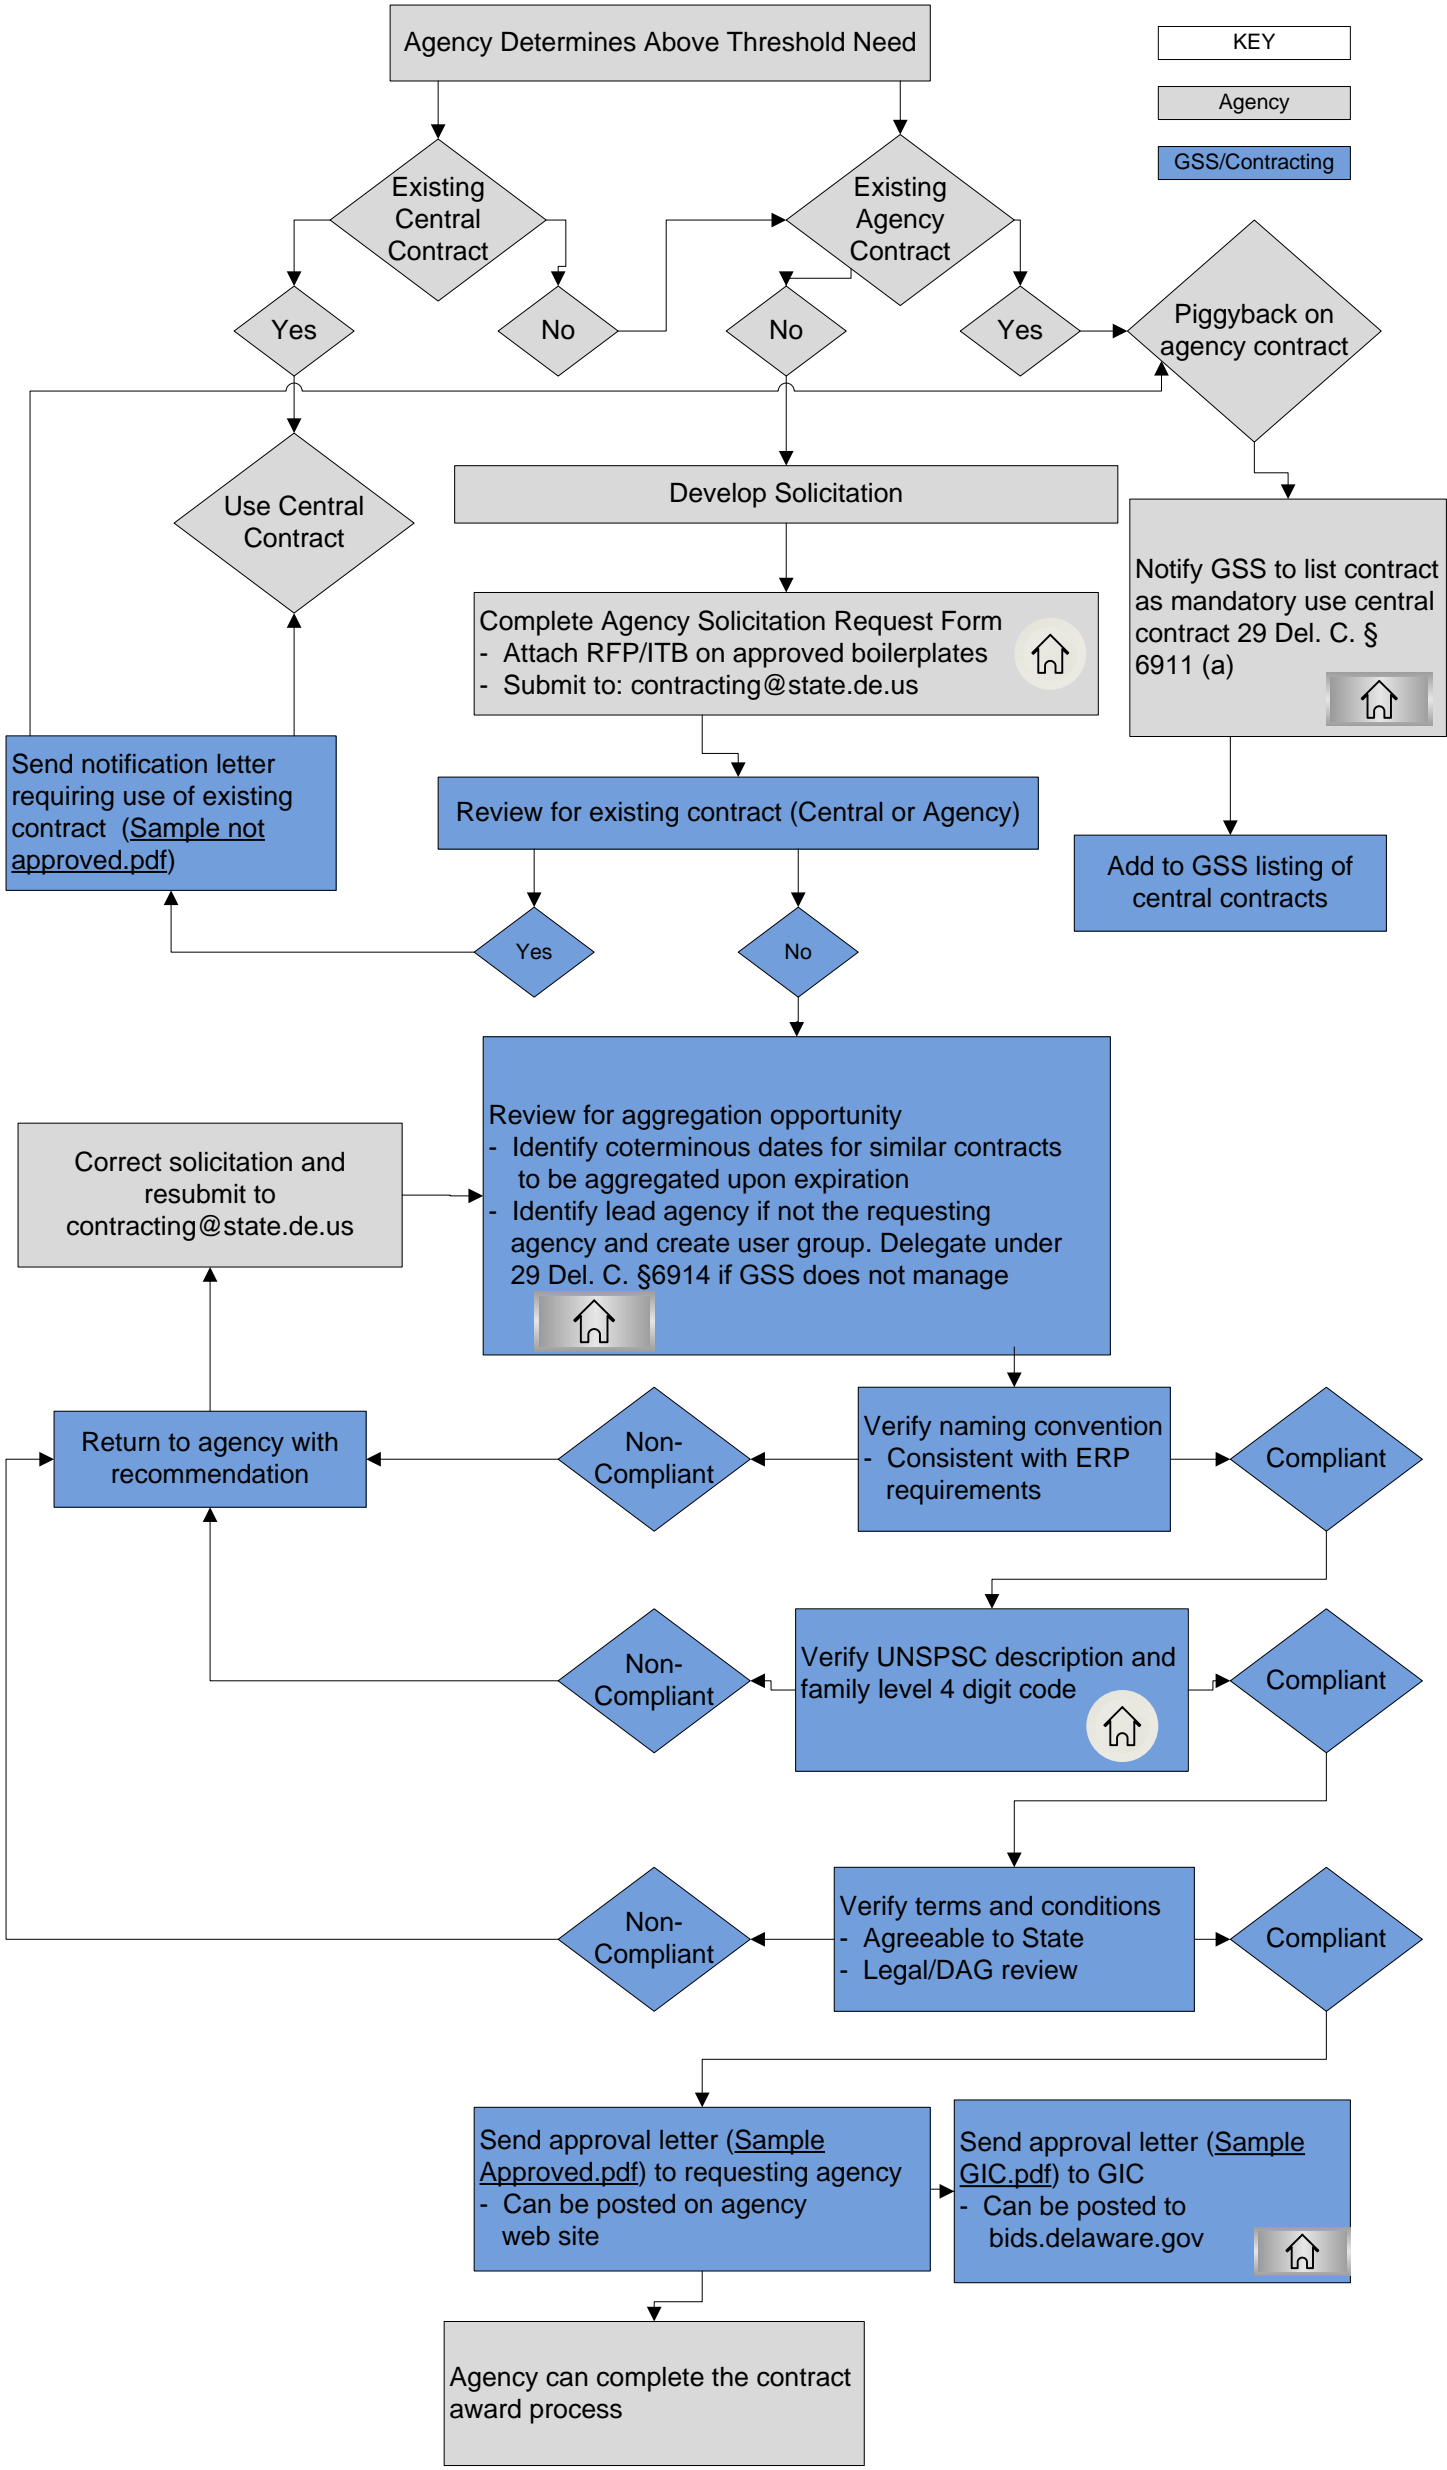 Agency Determines Above Threshold Need
KEY
Agency
GSS/Contracting
Existing
Central
Contract
Existing
Agency
Contract
Yes
No
No
Yes
Piggyback on
agency contract
Use Central
Contract
Develop Solicitation
Notify GSS to list contract
as mandatory use central
contract 29 Del. C. §
6911 (a)
Complete Agency Solicitation Request Form
- Attach RFP/ITB on approved boilerplates
- Submit to: contracting@state.de.us
Send notification letter
requiring use of existing
contract (Sample not
approved.pdf)
Review for existing contract (Central or Agency)
Add to GSS listing of
central contracts
Yes
No
Review for aggregation opportunity
- Identify coterminous dates for similar contracts
to be aggregated upon expiration
- Identify lead agency if not the requesting
agency and create user group. Delegate under
29 Del. C. §6914 if GSS does not manage
Correct solicitation and
resubmit to
contracting@state.de.us
Return to agency with
recommendation
Non-
Compliant
Verify naming convention
- Consistent with ERP
requirements
Compliant
Non-
Compliant
Verify UNSPSC description and
family level 4 digit code
Compliant
Non-
Compliant
Verify terms and conditions
- Agreeable to State
- Legal/DAG review
Compliant
Send approval letter (Sample
Approved.pdf) to requesting agency
- Can be posted on agency
web site
Send approval letter (Sample
GIC.pdf) to GIC
- Can be posted to
bids.delaware.gov
Agency can complete the contract
award process